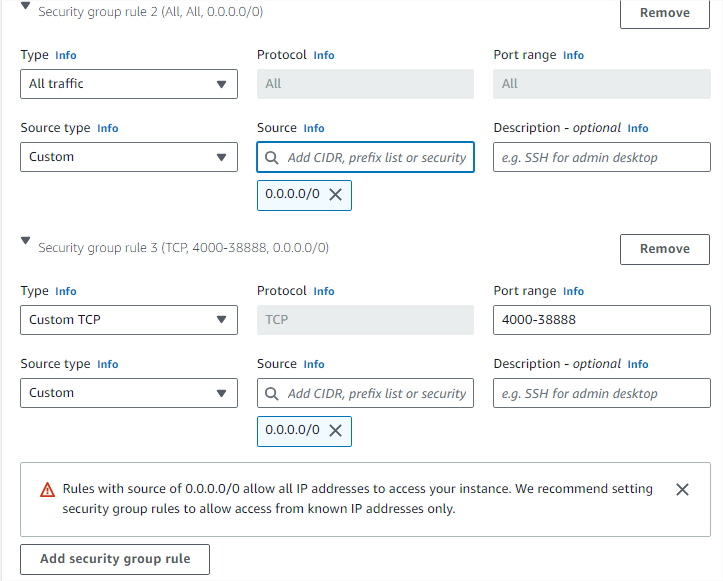 Security group rule 2 (All, All, 0.0.0.0/0)
Remove
Type Info
Protocol Info
Port range Info
All traffic
All
All
Source type Info
Source Info
Description - optional Info
Custom
Add CIDR, prefix list or security
e.g. SSH for admin desktop
0.0.0.0/0
Security group rule 3 (TCP, 4000-38888, 0.0.0.0/0)
Remove
Type Info
Protocol Info
Port range Info
Custom TCP
TCP
4000-38888
Source type Info
Source Info
Description - optional Info
Custom
Add CIDR, prefix list or security
e.g. SSH for admin desktop
0.0.0.0/0
Rules with source of 0.0.0.0/0 allow all IP addresses to access your instance. We recommend setting
security group rules to allow access from known IP addresses only.
Add security group rule